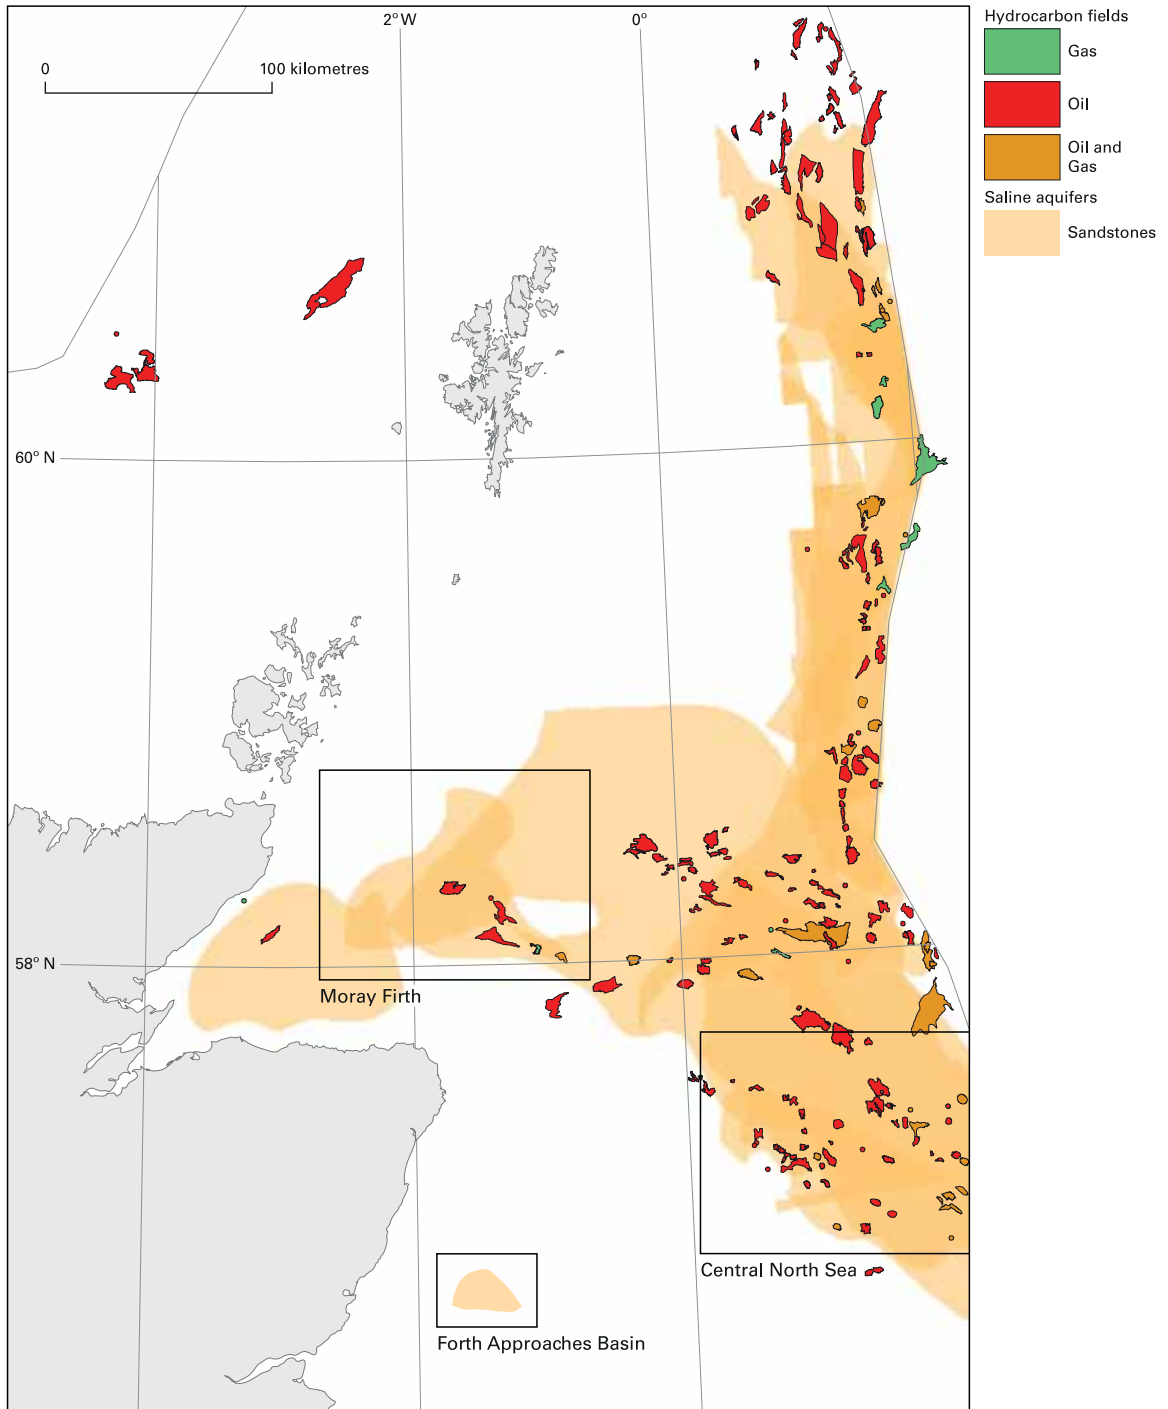 2° W
0°
0
100 kilometres
60° N
58° N
Moray Firth
Central North Sea
Forth Approaches Basin
Hydrocarbon fields
Gas
Oil
Oil and
Gas
Saline aquifers
Sandstones